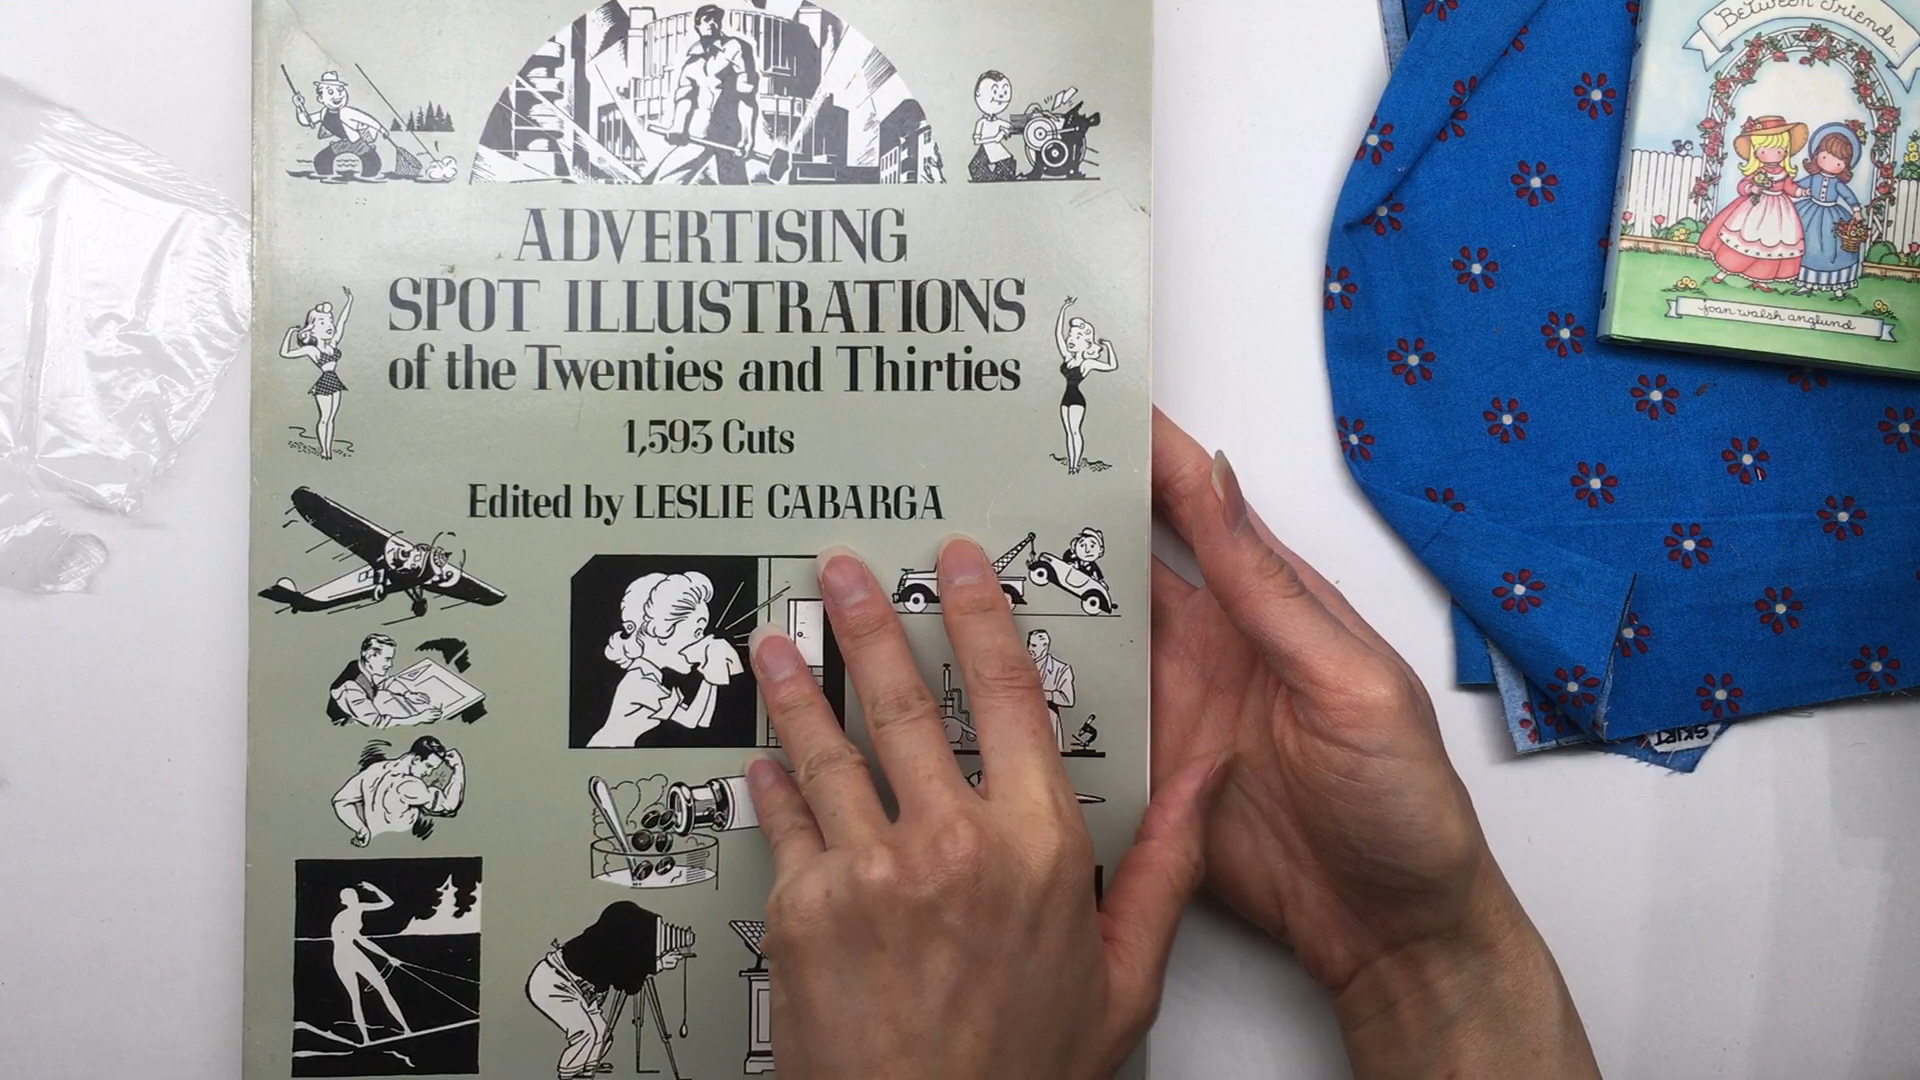 ADVERTISING
SPOT ILLUSTRATIONS
of the Twenties and Thirties
1,593 Cuts
Edited by LESLIE CABARGA
Between Friends
joan walsh anglund
SKIRT